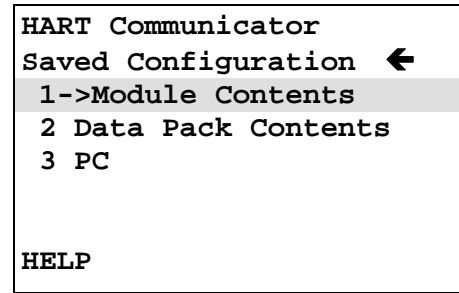 HART Communicator
Saved Configuration 🡸
1->Module Contents
2 Data Pack Contents
3 PC
HELP